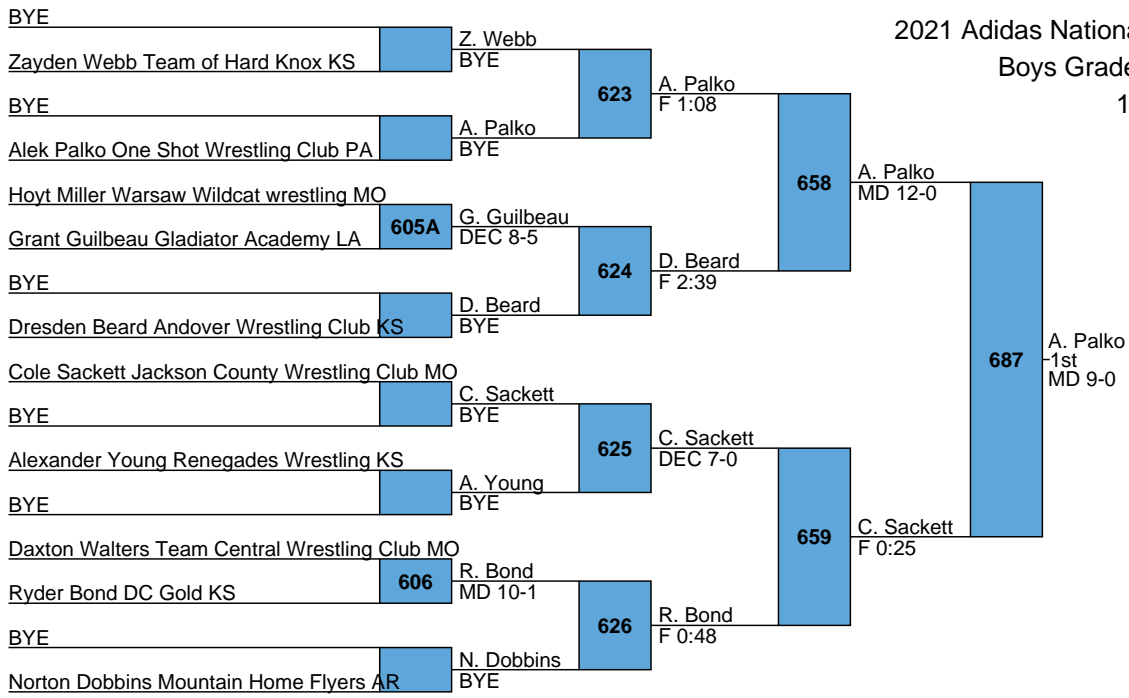 2021 Adidas Nationa
Boys Grade
1
BYE
Zayden Webb Team of Hard Knox KS
BYE
Alek Palko One Shot Wrestling Club PA
Hoyt Miller Warsaw Wildcat wrestling MO
605A
Grant Guilbeau Gladiator Academy LA
BYE
Dresden Beard Andover Wrestling Club KS
Cole Sackett Jackson County Wrestling Club MO
BYE
Alexander Young Renegades Wrestling KS
BYE
Daxton Walters Team Central Wrestling Club MO
606
Ryder Bond DC Gold KS
BYE
Norton Dobbins Mountain Home Flyers AR
Z. Webb
BYE
623
A. Palko
BYE
G. Guilbeau
DEC 8-5
624
D. Beard
BYE
C. Sackett
BYE
625
A. Young
BYE
R. Bond
MD 10-1
626
N. Dobbins
BYE
A. Palko
F 1:08
658
D. Beard
F 2:39
C. Sackett
DEC 7-0
659
R. Bond
F 0:48
A. Palko
MD 12-0
687
C. Sackett
F 0:25
A. Palko
1st
MD 9-0